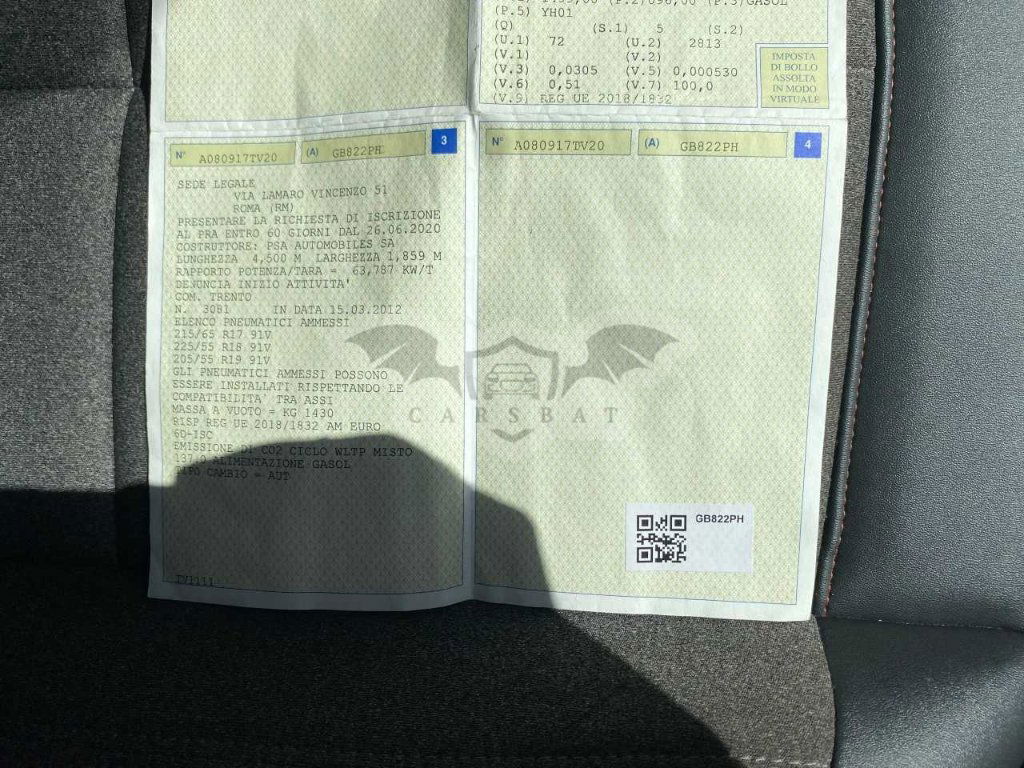 (P.5) YH01
(Q) (S.1) 5 (S.2)
(U.1) 72 (U.2) 2813
(V.1) (V.2)
(V.3) 0,0305 (V.5) 0,000530
(V.6) 0,51 (V.7) 100,0
(V.9) REG UE 2018/1832
IMPOSTA
DI BOLLO
ASSOLTA
IN MODO
VIRTUALE
N° A080917TV20 (A) GB822PH 3
SEDE LEGALE
VIA LAMARO VINCENZO 51
ROMA (RM)
PRESENTARE LA RICHIESTA DI ISCRIZIONE
AL PRA ENTRO 60 GIORNI DAL 26.06.2020
COSTRUTTORE: PSA AUTOMOBILES SA
LUNGHEZZA 4,500 M LARGHEZZA 1,859 M
RAPPORTO POTENZA/TARA = 63,787 KW/T
DENUNCIA INIZIO ATTIVITA'
COM. TRENTO
N. 3081 IN DATA 15.03.2012
ELENCO PNEUMATICI AMMESSI
215/65 R17 91V
225/55 R18 91V
205/55 R19 91V
GLI PNEUMATICI AMMESSI POSSONO
ESSERE INSTALLATI RISPETTANDO LE
COMPATIBILITA' TRA ASSI
MASSA A VUOTO = KG 1430
RISP REG UE 2018/1832 AM EURO
6D-ISC
EMISSIONE DI CO2 CICLO WLTP MISTO
137,0 ALIMENTAZIONE GASOL
TIPO CAMBIO = AUT
N° A080917TV20 (A) GB822PH 4
CARSBAT
GB822PH